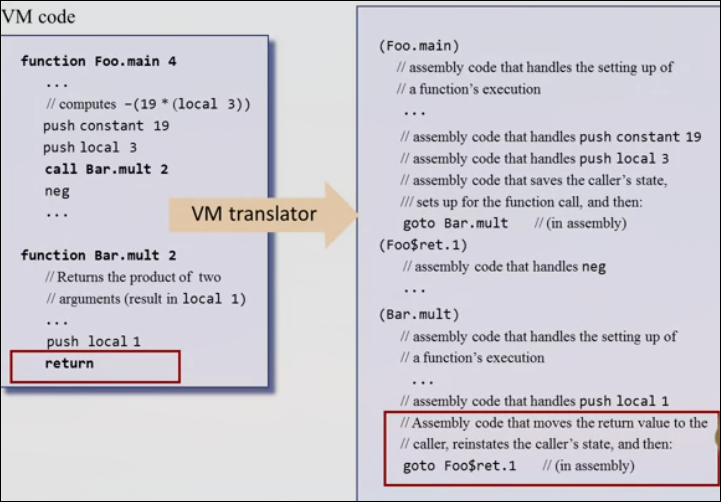 VM code
function Foo.main 4
...
// computes –(19 * (local 3))
push constant 19
push local 3
call Bar.mult 2
neg
...
function Bar.mult 2
// Returns the product of two
// arguments (result in local 1)
...
push local 1
return
VM translator
(Foo.main)
// assembly code that handles the setting up of
// a function's execution
...
// assembly code that handles push constant 19
// assembly code that handles push local 3
// assembly code that saves the caller's state,
/// sets up for the function call, and then:
goto Bar.mult // (in assembly)
(Foo$ret.1)
// assembly code that handles neg
...
(Bar.mult)
// assembly code that handles the setting up of
// a function's execution
...
// assembly code that handles push local 1
// Assembly code that moves the return value to the
// caller, reinstates the caller's state, and then:
goto Foo$ret.1 // (in assembly)